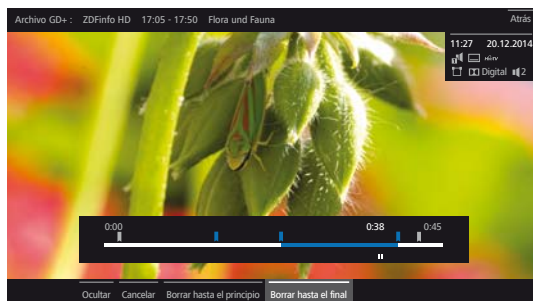 Archivo GD+ : ZDFinfo HD 17:05 - 17:50 Flora und Fauna Atrás
11:27 20.12.2014
HbbTV
Digital 2
0:00 0:38 0:45
Ocultar Cancelar Borrar hasta el principio Borrar hasta el final